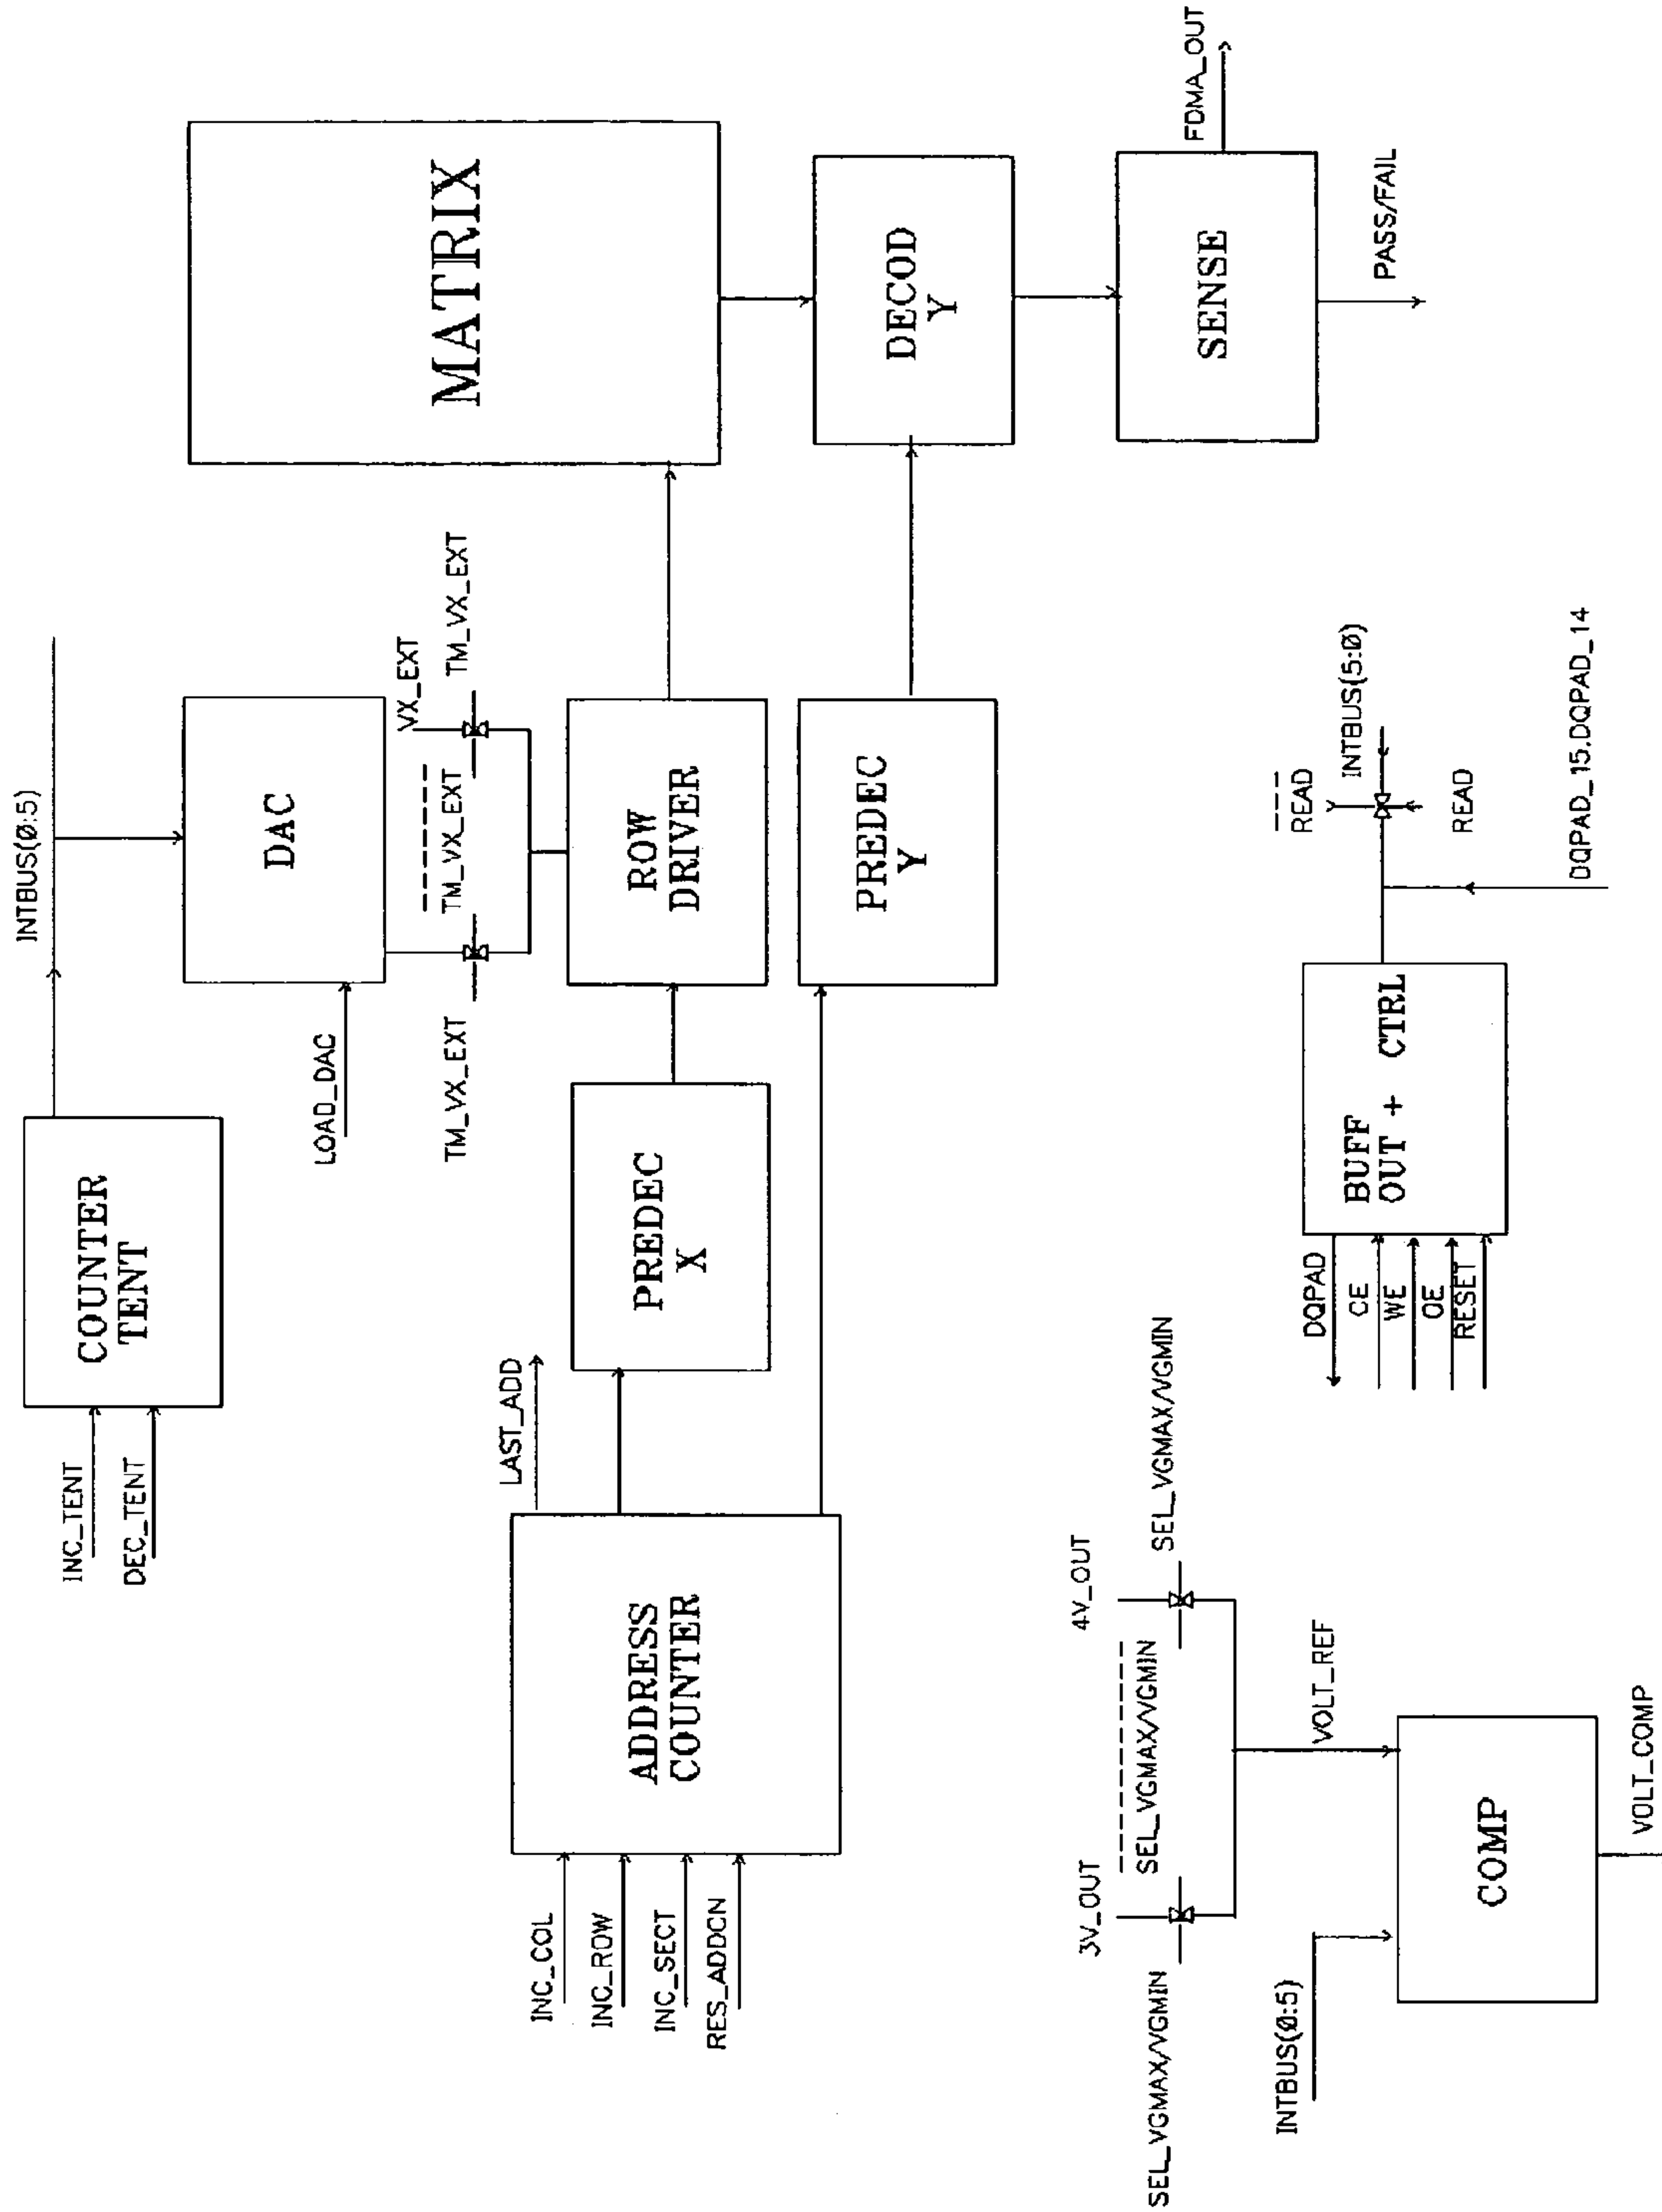 INTBUS(0:5)
INC_TENT
DEC_TENT
COUNTER
TENT
LOAD_DAC
DAC
TM_VX_EXT
TM_VX_EXT
VX_EXT
TM_VX_EXT
MATRIX
LAST_ADD
INC_COL
INC_ROW
INC_SECT
RES_ADDCN
ADDRESS
COUNTER
PREDEC
X
ROW
DRIVER
PREDEC
Y
DECOD
Y
SENSE
FDMA_OUT
PASS/FAIL
3V_OUT
4V_OUT
SEL_VGMAX/VGMIN
SEL_VGMAX/VGMIN
SEL_VGMAX/VGMIN
VOLT_REF
INTBUS(0:5)
COMP
VOLT_COMP
DQPAD
CE
WE
OE
RESET
BUFF
OUT + CTRL
READ
INTBUS(5:0)
READ
DQPAD_15.DQPAD_14